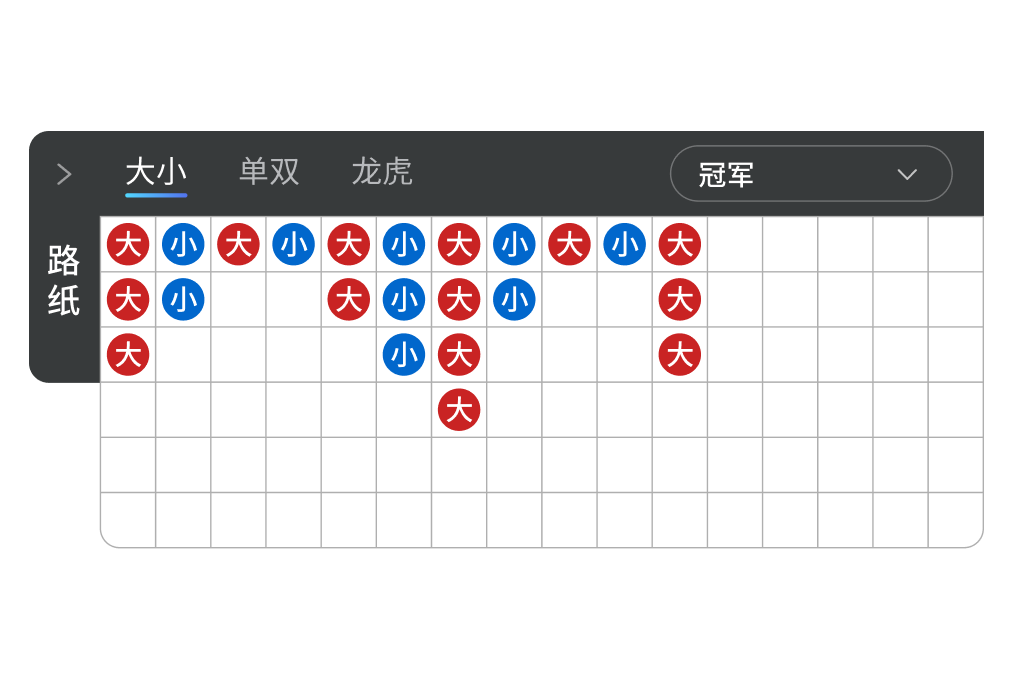 大小 单双 龙虎 冠军
路
纸
大 小 大 小 大 小 大 小 大 小 大
大 小 大 小 大 小 大
大 小 大 大
大